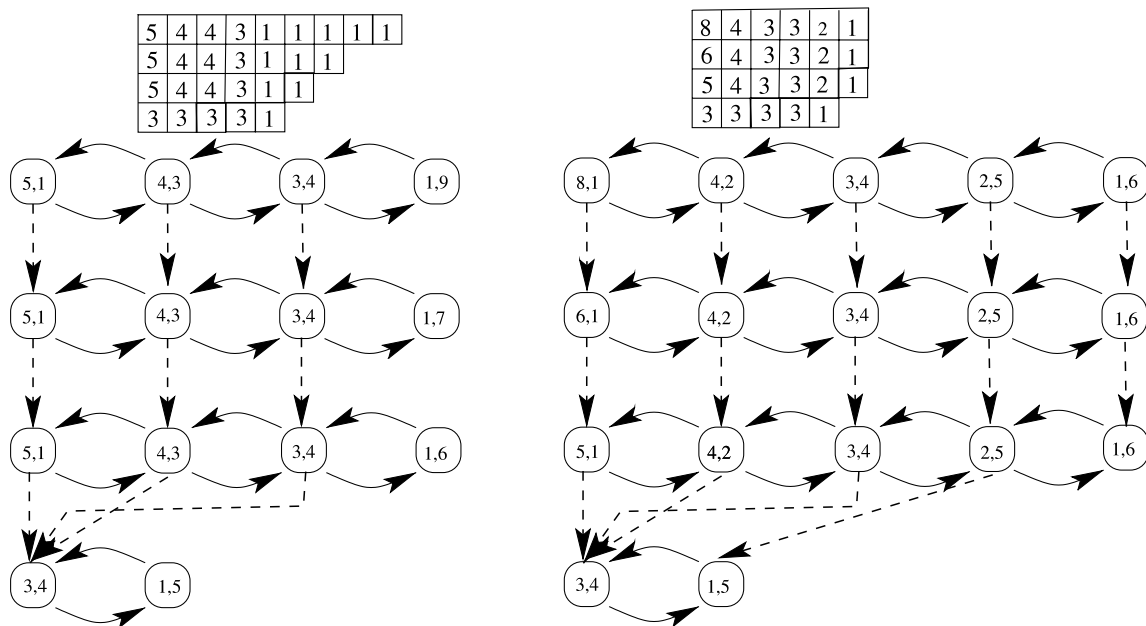 5 4 4 3 1 1 1 1 1
5 4 4 3 1 1 1
5 4 4 3 1 1
3 3 3 3 1
5,1 4,3 3,4 1,9
5,1 4,3 3,4 1,7
5,1 4,3 3,4 1,6
3,4 1,5
8 4 3 3 2 1
6 4 3 3 2 1
5 4 3 3 2 1
3 3 3 3 1
8,1 4,2 3,4 2,5 1,6
6,1 4,2 3,4 2,5 1,6
5,1 4,2 3,4 2,5 1,6
3,4 1,5